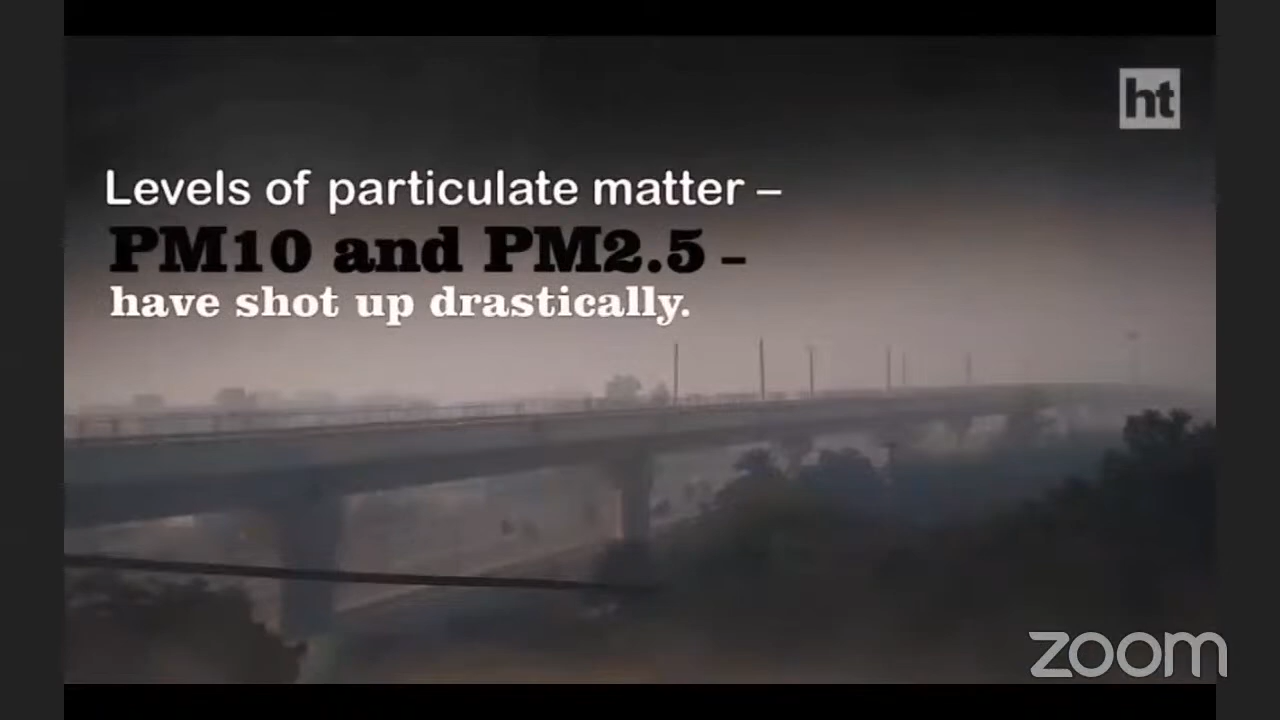 ht
Levels of particulate matter –
PM10 and PM2.5 –
have shot up drastically.
zoom